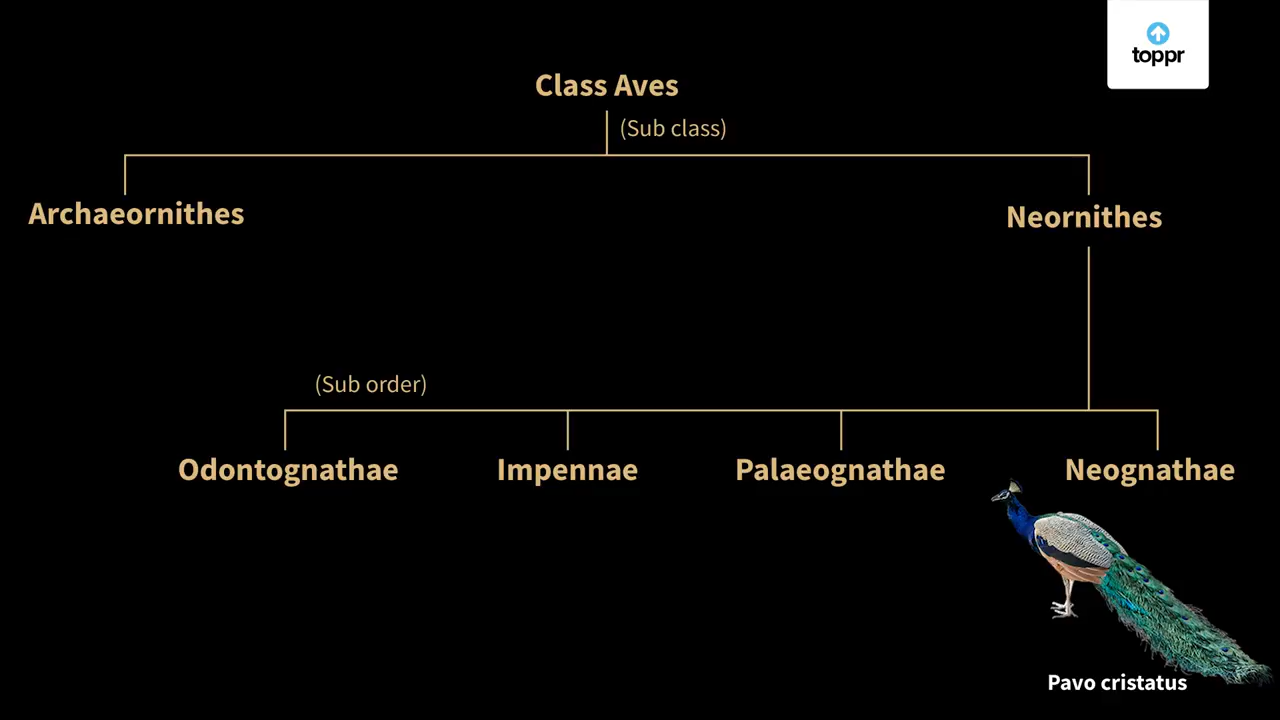 toppr
Class Aves
(Sub class)
Archaeornithes
Neornithes
(Sub order)
Odontognathae
Impennae
Palaeognathae
Neognathae
Pavo cristatus